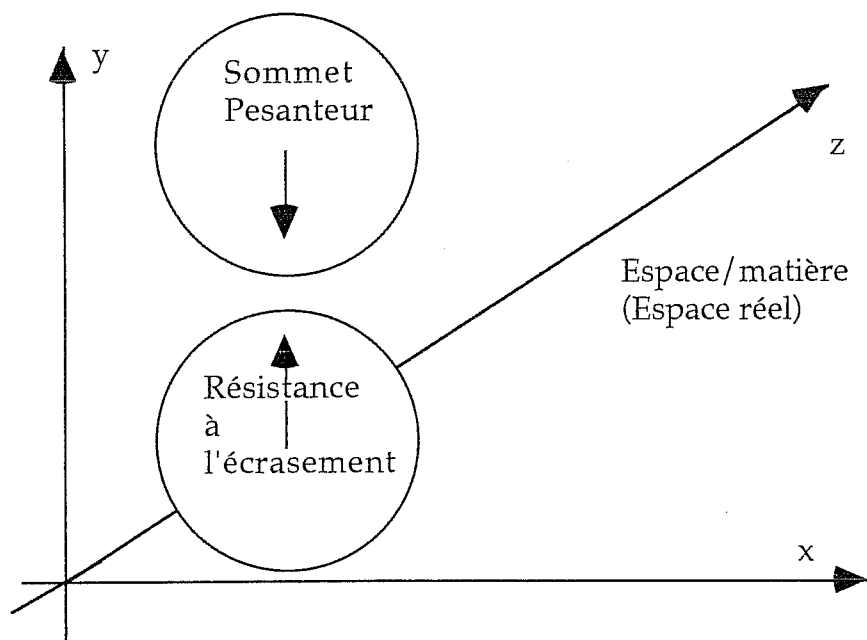 y
Sommet
Pesanteur
z
Espace/matière
(Espace réel)
Résistance
à
l'écrasement
x